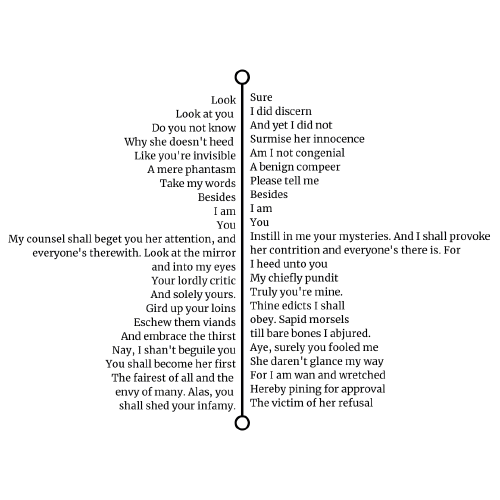 Look
Look at you
Do you not know
Why she doesn't heed
Like you're invisible
A mere phantasm
Take my words
Besides
I am
You
My counsel shall beget you her attention, and
everyone's therewith. Look at the mirror
and into my eyes
Your lordly critic
And solely yours.
Gird up your loins
Eschew them viands
And embrace the thirst
Nay, I shan't beguile you
You shall become her first
The fairest of all and the
envy of many. Alas, you
shall shed your infamy.
Sure
I did discern
And yet I did not
Surmise her innocence
Am I not congenial
A benign compeer
Please tell me
Besides
I am
You
Instill in me your mysteries. And I shall provoke
her contrition and everyone's there is. For
I heed unto you
My chiefly pundit
Truly you're mine.
Thine edicts I shall
obey. Sapid morsels
till bare bones I abjured.
Aye, surely you fooled me
She daren't glance my way
For I am wan and wretched
Hereby pining for approval
The victim of her refusal